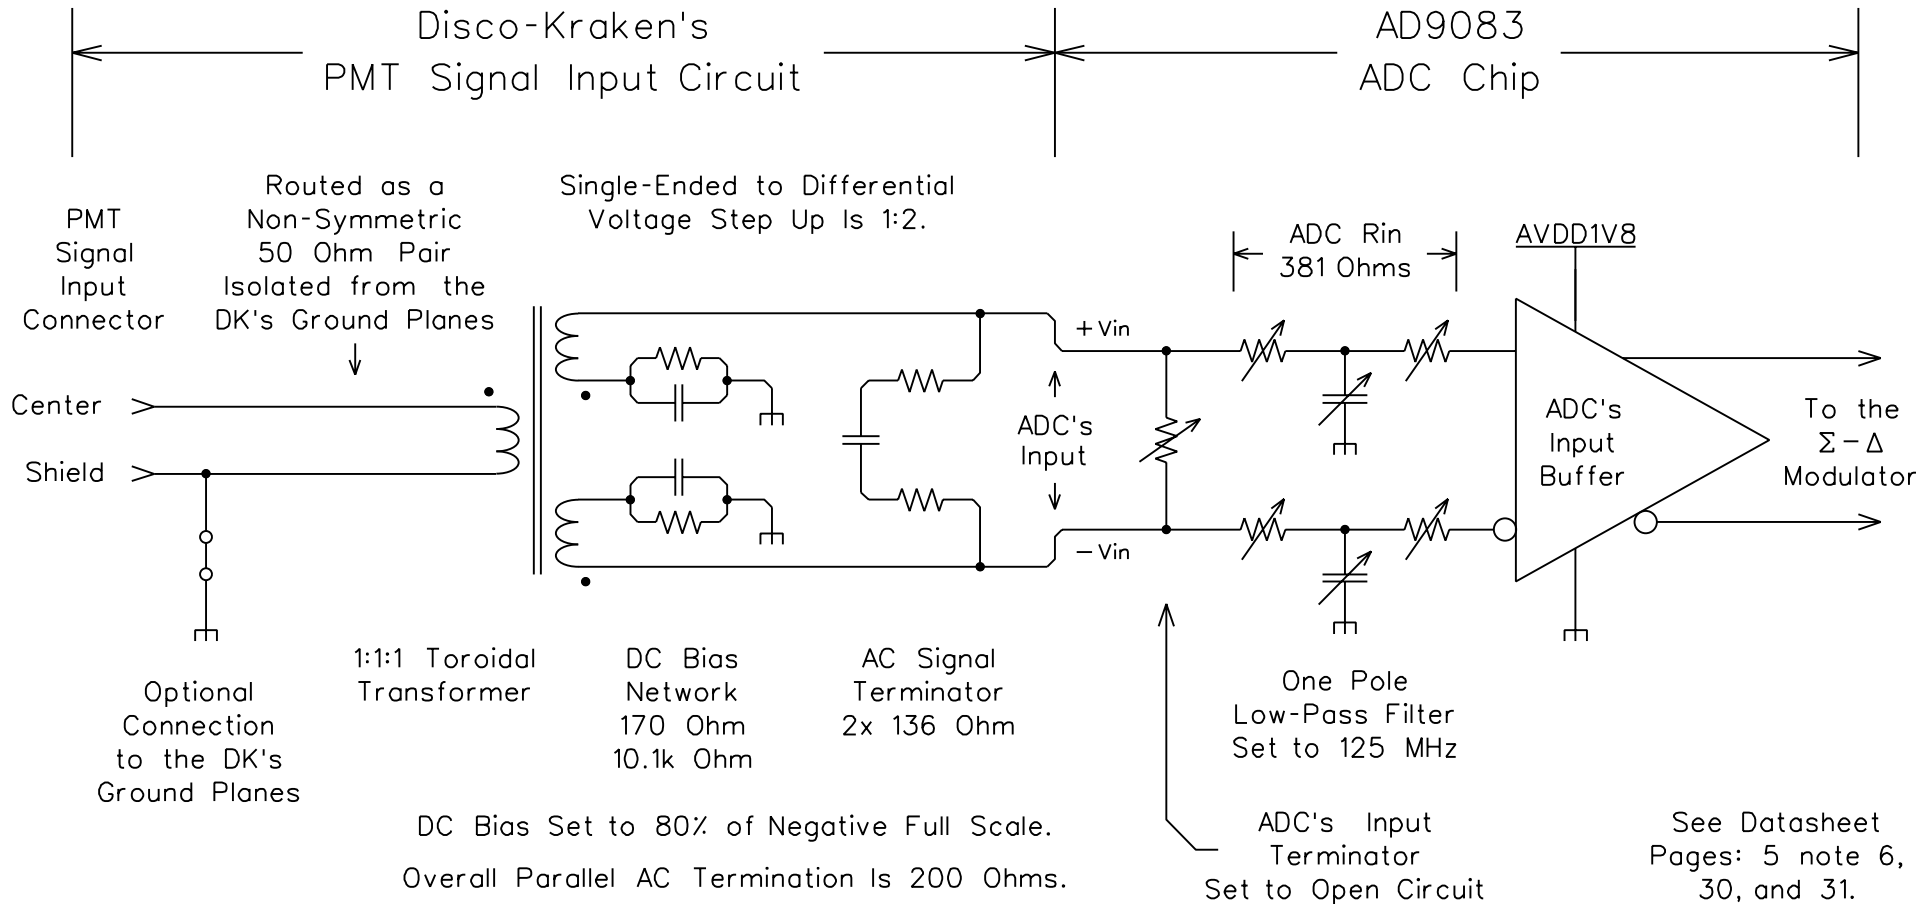 Disco-Kraken's
PMT Signal Input Circuit
AD9083
ADC Chip
PMT
Signal
Input
Connector
Routed as a
Non-Symmetric
50 Ohm Pair
Isolated from the
DK's Ground Planes
Single-Ended to Differential
Voltage Step Up Is 1:2.
ADC Rin
381 Ohms
AVDD1V8
+Vin
Center
Shield
ADC's
Input
-Vin
ADC's
Input
Buffer
To the
Σ-Δ
Modulator
Optional
Connection
to the DK's
Ground Planes
1:1:1 Toroidal
Transformer
DC Bias
Network
170 Ohm
10.1k Ohm
AC Signal
Terminator
2x 136 Ohm
One Pole
Low-Pass Filter
Set to 125 MHz
DC Bias Set to 80% of Negative Full Scale.
Overall Parallel AC Termination Is 200 Ohms.
ADC's Input
Terminator
Set to Open Circuit
See Datasheet
Pages: 5 note 6,
30, and 31.